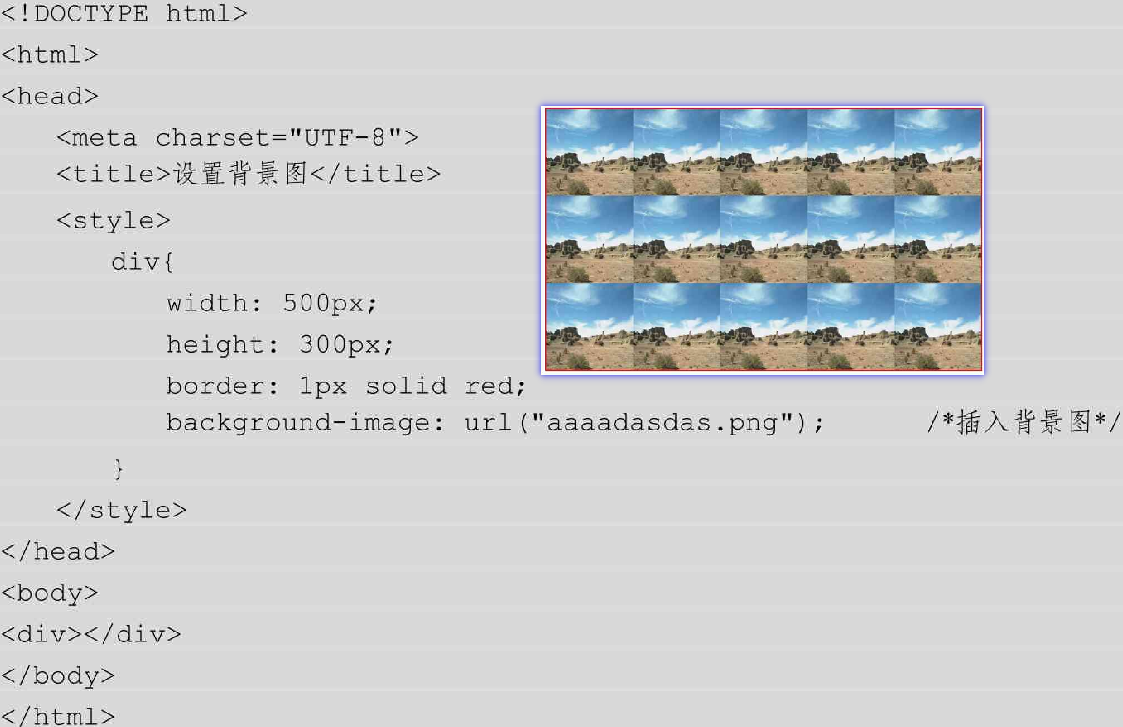 <!DOCTYPE html>
<html>
<head>
<meta charset="UTF-8">
<title>设置背景图</title>
<style>
div{
width: 500px;
height: 300px;
border: 1px solid red;
background-image: url("aaaadasdas.png"); /*插入背景图*/
}
</style>
</head>
<body>
<div></div>
</body>
</html>